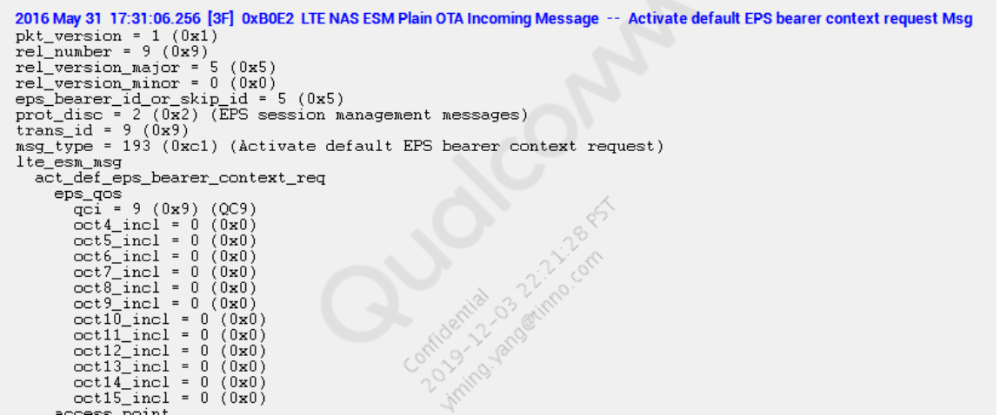 2016 May 31 17:31:06.256 [3F] 0xB0E2 LTE NAS ESM Plain OTA Incoming Message -- Activate default EPS bearer context request Msg
pkt_version = 1 (0x1)
rel_number = 9 (0x9)
rel_version_major = 5 (0x5)
rel_version_minor = 0 (0x0)
eps_bearer_id_or_skip_id = 5 (0x5)
prot_disc = 2 (0x2) (EPS session management messages)
trans_id = 9 (0x9)
msg_type = 193 (0xc1) (Activate default EPS bearer context request)
lte_esm_msg
act_def_eps_bearer_context_req
eps_qos
qci = 9 (0x9) (QC9)
oct4_incl = 0 (0x0)
oct5_incl = 0 (0x0)
oct6_incl = 0 (0x0)
oct7_incl = 0 (0x0)
oct8_incl = 0 (0x0)
oct9_incl = 0 (0x0)
oct10_incl = 0 (0x0)
oct11_incl = 0 (0x0)
oct12_incl = 0 (0x0)
oct13_incl = 0 (0x0)
oct14_incl = 0 (0x0)
oct15_incl = 0 (0x0)
access_point
Qualcomm
Confidential
2019-12-03 22:21:28 PST
yiming.yang@tinno.com